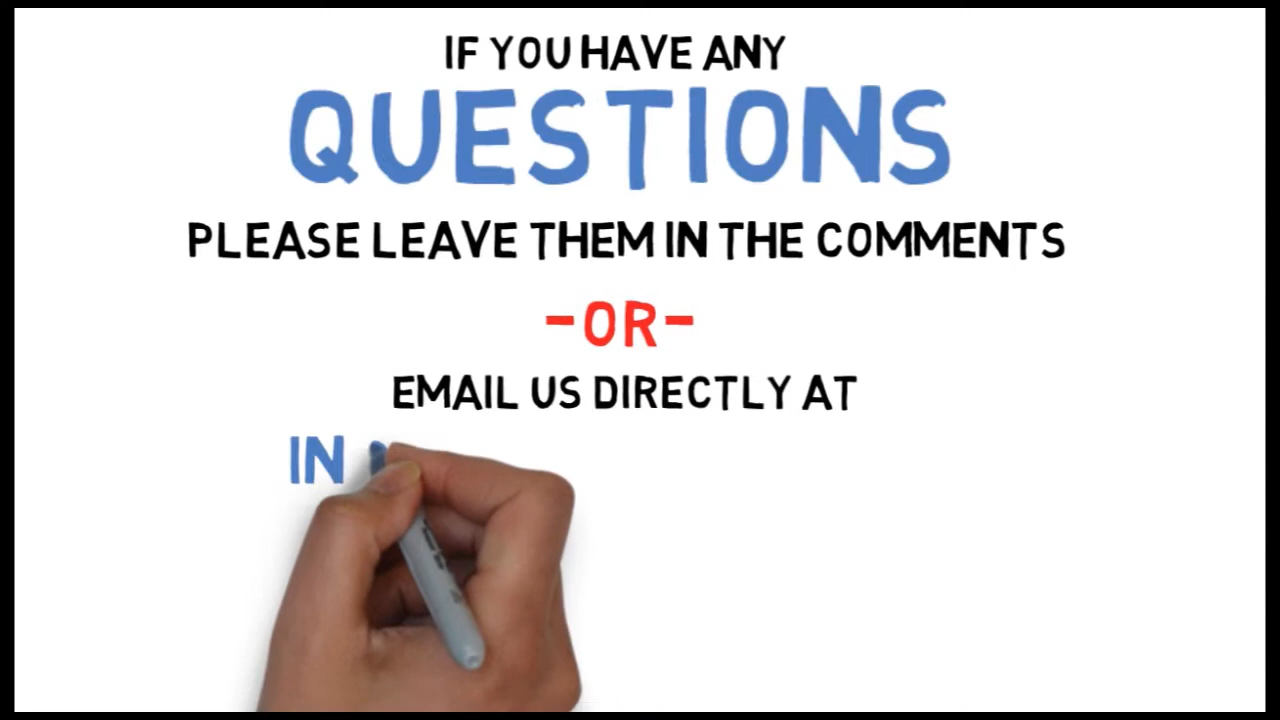 IF YOU HAVE ANY
QUESTIONS
PLEASE LEAVE THEM IN THE COMMENTS
-OR-
EMAIL US DIRECTLY AT
IN